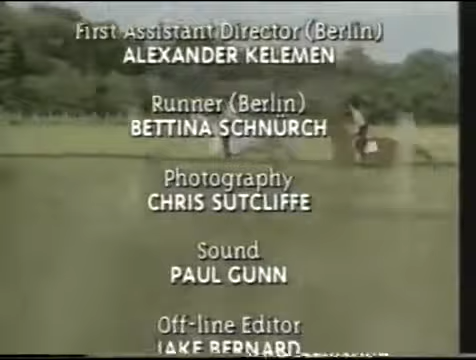 First Assistant Director (Berlin)
ALEXANDER KELEMEN
Runner (Berlin)
BETTINA SCHNÜRCH
Photography
CHRIS SUTCLIFFE
Sound
PAUL GUNN
Off-line Editor
JAKE BERNARD